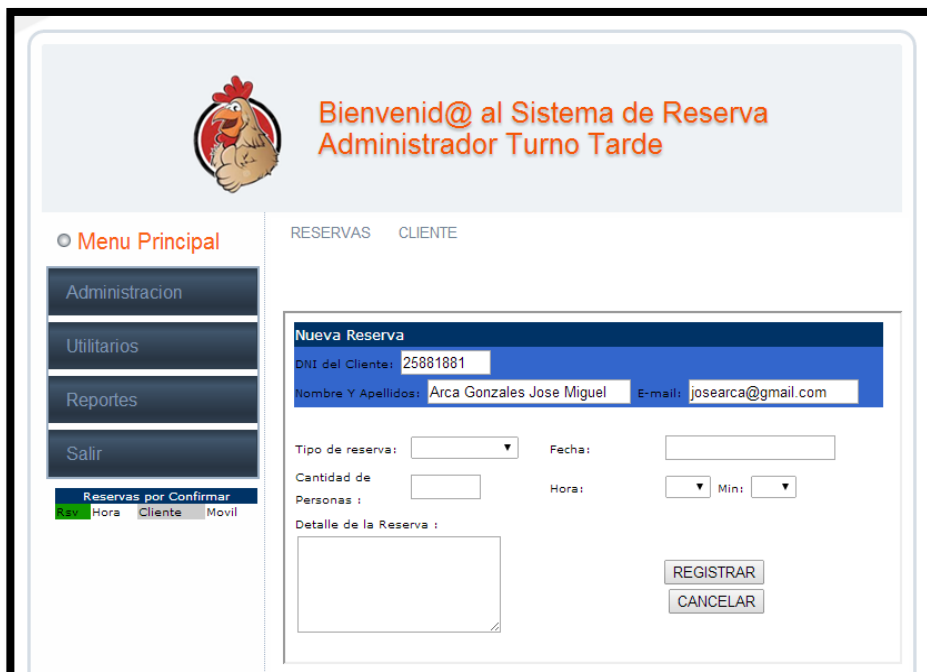 Bienvenid@ al Sistema de Reserva
Administrador Turno Tarde
Menu Principal
Administracion
Utilitarios
Reportes
Salir
Reservas por Confirmar
Rsv Hora Cliente Movil
RESERVAS CLIENTE
Nueva Reserva
DNI del Cliente: 25881881
Nombre Y Apellidos: Arca Gonzales Jose Miguel E-mail: josearca@gmail.com
Tipo de reserva: Fecha:
Cantidad de
Personas : Hora: Min:
Detalle de la Reserva :
REGISTRAR
CANCELAR